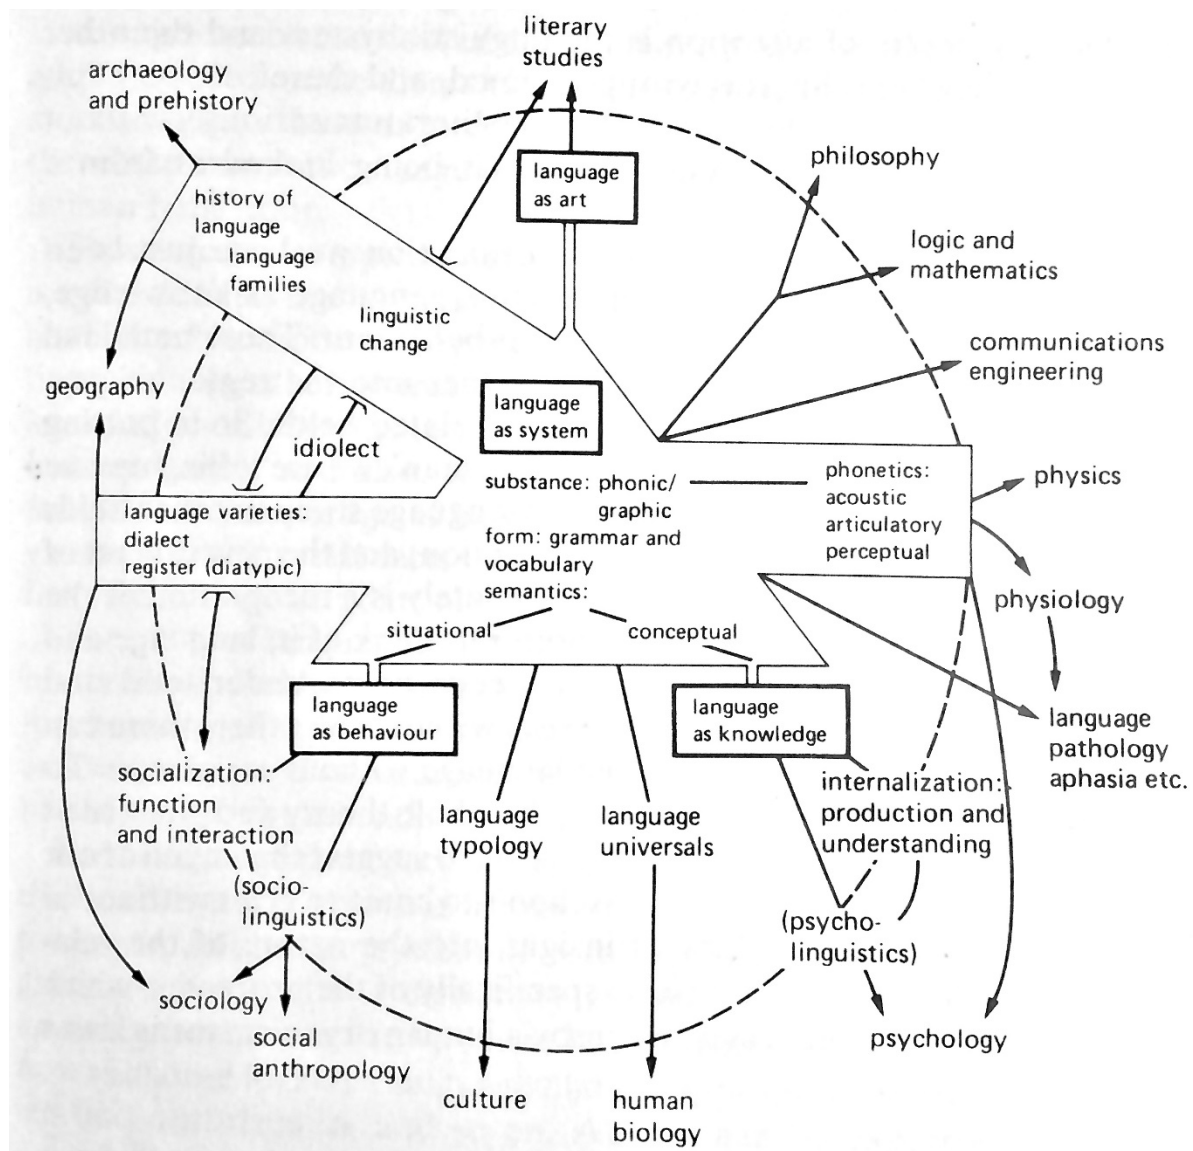 literary
studies
archaeology
and prehistory
language
as art
philosophy
history of
language
language
families
logic and
mathematics
linguistic
change
communications
engineering
geography
language
as system
idiolect
substance: phonic/
graphic
form: grammar and
vocabulary
semantics:
phonetics:
acoustic
articulatory
perceptual
physics
language varieties:
dialect
register (diatypic)
physiology
situational
conceptual
language
as behaviour
language
as knowledge
language
pathology
aphasia etc.
socialization:
function
and interaction
language
typology
language
universals
internalization:
production and
understanding
(socio-
linguistics)
(psycho-
linguistics)
sociology
social
anthropology
psychology
culture
human
biology